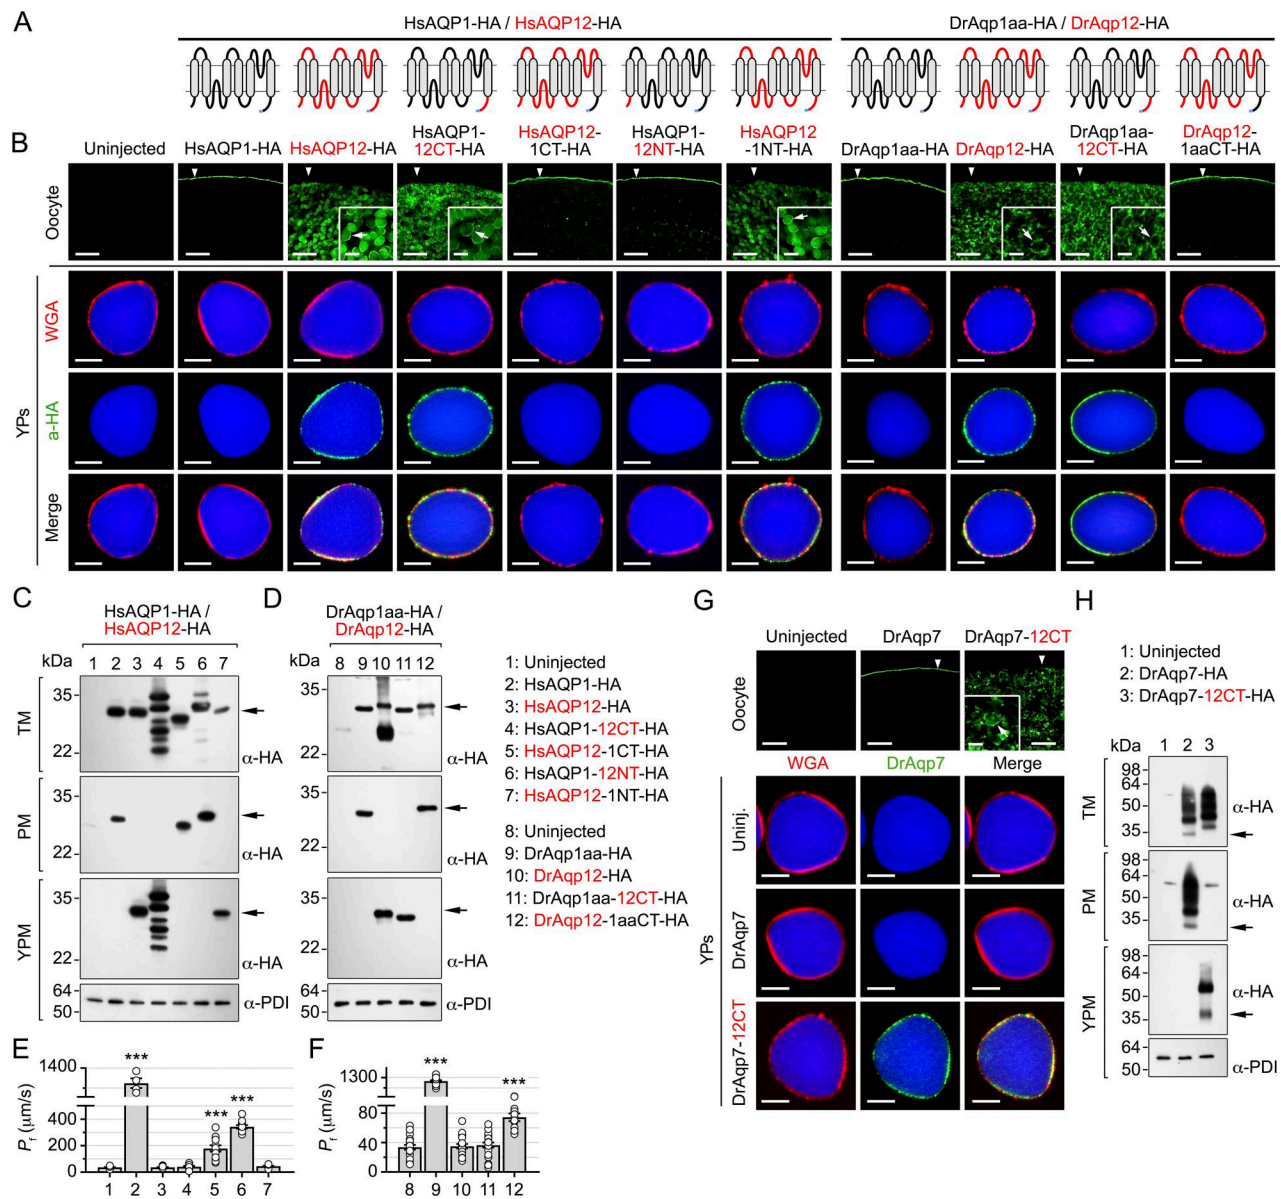 A
HsAQP1-HA / HsAQP12-HA
DrAqp1aa-HA / DrAqp12-HA
B
Uninjected
HsAQP1-HA
HsAQP12-HA
HsAQP1-
12CT-HA
HsAQP12-
1CT-HA
HsAQP1-
12NT-HA
HsAQP12
-1NT-HA
DrAqp1aa-HA
DrAqp12-HA
DrAqp1aa-
12CT-HA
DrAqp12-
1aaCT-HA
Oocyte
YPs
WGA
a-HA
Merge
C
HsAQP1-HA /
HsAQP12-HA
kDa 1 2 3 4 5 6 7
TM
35
22
α-HA
PM
35
22
α-HA
YPM
35
22
α-HA
64
50
α-PDI
D
DrAqp1aa-HA /
DrAqp12-HA
kDa 8 9 10 11 12
35
22
α-HA
35
22
α-HA
35
22
α-HA
64
50
α-PDI
1: Uninjected
2: HsAQP1-HA
3: HsAQP12-HA
4: HsAQP1-12CT-HA
5: HsAQP12-1CT-HA
6: HsAQP1-12NT-HA
7: HsAQP12-1NT-HA
8: Uninjected
9: DrAqp1aa-HA
10: DrAqp12-HA
11: DrAqp1aa-12CT-HA
12: DrAqp12-1aaCT-HA
E
Pf (μm/s)
1400
400
200
0
***
***
***
1 2 3 4 5 6 7
F
Pf (μm/s)
1300
80
40
0
***
***
8 9 10 11 12
G
Uninjected
DrAqp7
DrAqp7-12CT
Oocyte
WGA
DrAqp7
Merge
YPs
Uninj.
DrAqp7
DrAqp7-12CT
H
1: Uninjected
2: DrAqp7-HA
3: DrAqp7-12CT-HA
kDa 1 2 3
TM
98
64
50
35
α-HA
PM
98
64
50
35
α-HA
YPM
98
64
50
35
α-HA
64
50
α-PDI